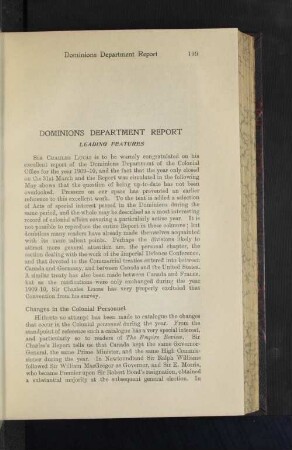 Dominions Department Report
DOMINIONS DEPARTMENT REPORT
LEADING FEATURES
SIR CHARLES LUCAS is to be warmly congratulated on his
excellent report of the Dominions Department of the Colonial
Office for the year 1909-10, and the fact that the year only closed
on the 31st March and the Report was circulated in the following
May shows that the question of being up-to-date has not been
overlooked. Pressure on our space has prevented an earlier
reference to this excellent work. To the text is added a selection
of Acts of special interest passed in the Dominions during the
same period, and the whole may be described as a most interesting
record of colonial affairs covering a particularly active year. It is
not possible to reproduce the entire Report in these columns; but
doubtless many readers have already made themselves acquainted
with its more salient points. Perhaps the divisions likely to
attract more general attention are, the personal chapter, the
section dealing with the work of the Imperial Defence Conference,
and that devoted to the Commercial treaties entered into between
Canada and Germany, and between Canada and the United States.
A similar treaty has also been made between Canada and France,
but as the ratifications were only exchanged during the year
1909-10, Sir Charles Lucas has very properly excluded that
Convention from his survey.
Changes in the Colonial Personnel
Hitherto no attempt has been made to catalogue the changes
that occur in the Colonial personnel during the year. From the
standpoint of reference such a catalogue has a very special interest,
and particularly so to readers of The Empire Review. Sir
Charles's Report tells us that Canada kept the same Governor-
General, the same Prime Minister, and the same High Commis-
sioner during the year. In Newfoundland Sir Ralph Williams
followed Sir William MacGregor as Governor, and Sir E. Morris,
who became Premier upon Sir Robert Bond's resignation, obtained
a substantial majority at the subsequent general election. In